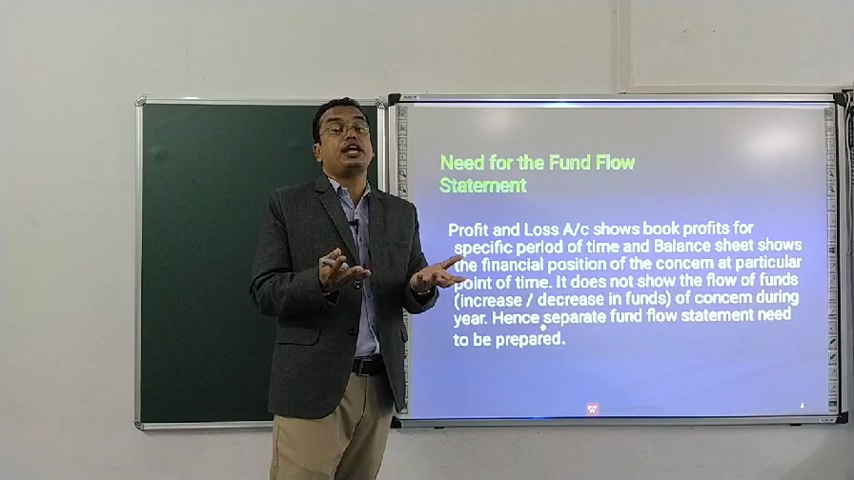 Need for the Fund Flow
Statement
Profit and Loss A/c shows book profits for
specific period of time and Balance sheet shows
the financial position of the concern at particular
point of time. It does not show the flow of funds
(increase / decrease in funds) of concern during
year. Hence separate fund flow statement need
to be prepared.
4